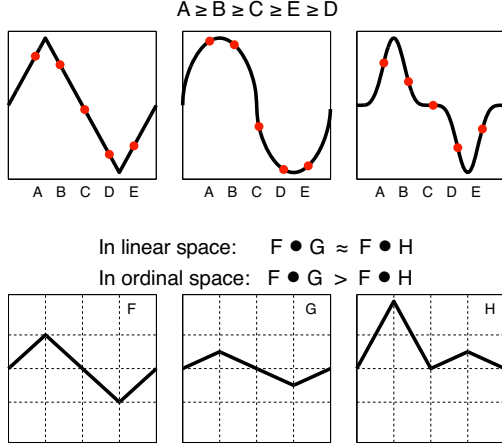 A ≥ B ≥ C ≥ E ≥ D
A B C D E A B C D E A B C D E
In linear space: F ● G ≈ F ● H
In ordinal space: F ● G > F ● H
F G H